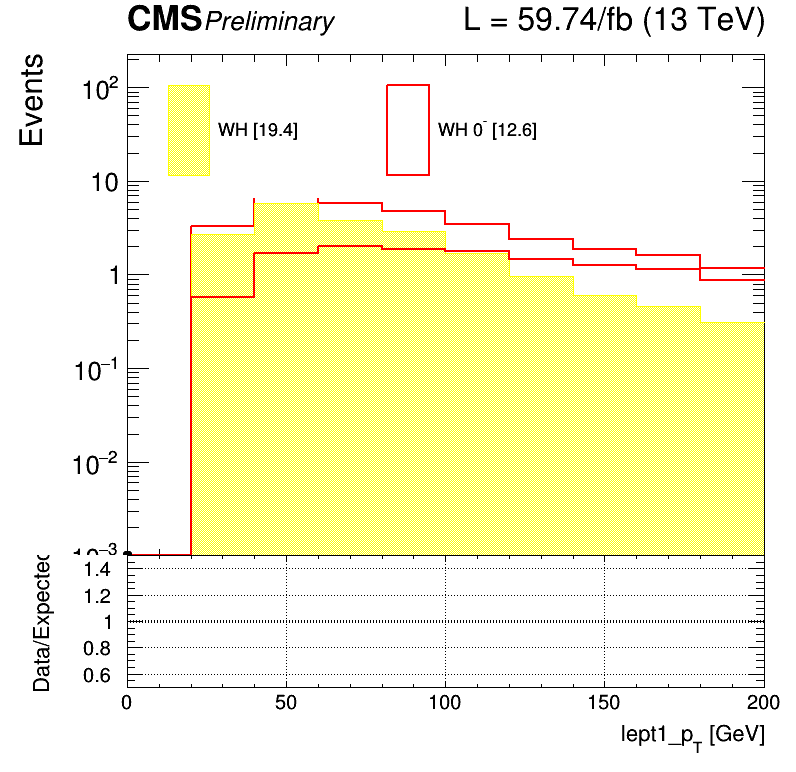 CMS Preliminary L = 59.74/fb (13 TeV)
Events
10²
WH [19.4]
WH 0⁻ [12.6]
10
1
10⁻¹
10⁻²
10⁻³
Data/Expected
1.4
1.2
1
0.8
0.6
0 50 100 150 200
lept1_p_T [GeV]